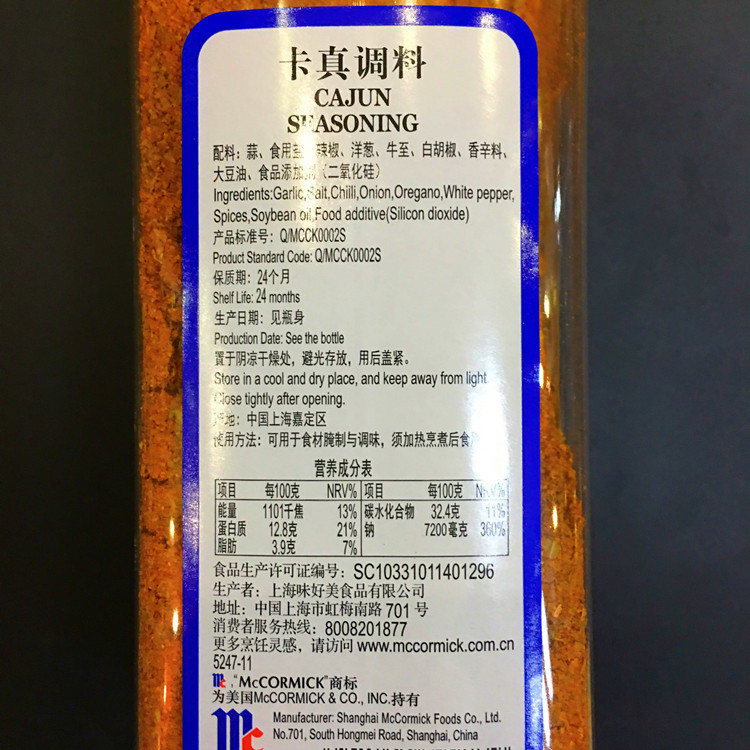 卡真调料
CAJUN
SEASONING
配料：蒜、食用盐、辣椒、洋葱、牛至、白胡椒、香辛料、
大豆油、食品添加剂（二氧化硅）
Ingredients:Garlic,Salt,Chilli,Onion,Oregano,White pepper,
Spices,Soybean oil,Food additive(Silicon dioxide)
产品标准号：Q/MCCK0002S
Product Standard Code: Q/MCCK0002S
保质期：24个月
Shelf Life: 24 months
生产日期：见瓶身
Production Date: See the bottle
置于阴凉干燥处，避光存放，用后盖紧。
Store in a cool and dry place, and keep away from light.
Close tightly after opening.
产地：中国上海嘉定区
使用方法：可用于食材腌制与调味，须加热烹煮后食用
营养成分表
项目 每100克 NRV% 项目 每100克 NRV%
能量 1101千焦 13% 碳水化合物 32.4克 11%
蛋白质 12.8克 21% 钠 7200毫克 360%
脂肪 3.9克 7%
食品生产许可证编号：SC10331011401296
生产者：上海味好美食品有限公司
地址：中国上海市虹梅南路 701 号
消费者服务热线：8008201877
更多烹饪灵感，请访问 www.mccormick.com.cn
5247-11
Mc,"McCORMICK"商标
为美国McCORMICK & CO., INC.持有
Mc Manufacturer: Shanghai McCormick Foods Co., Ltd.
No.701, South Hongmei Road, Shanghai, China